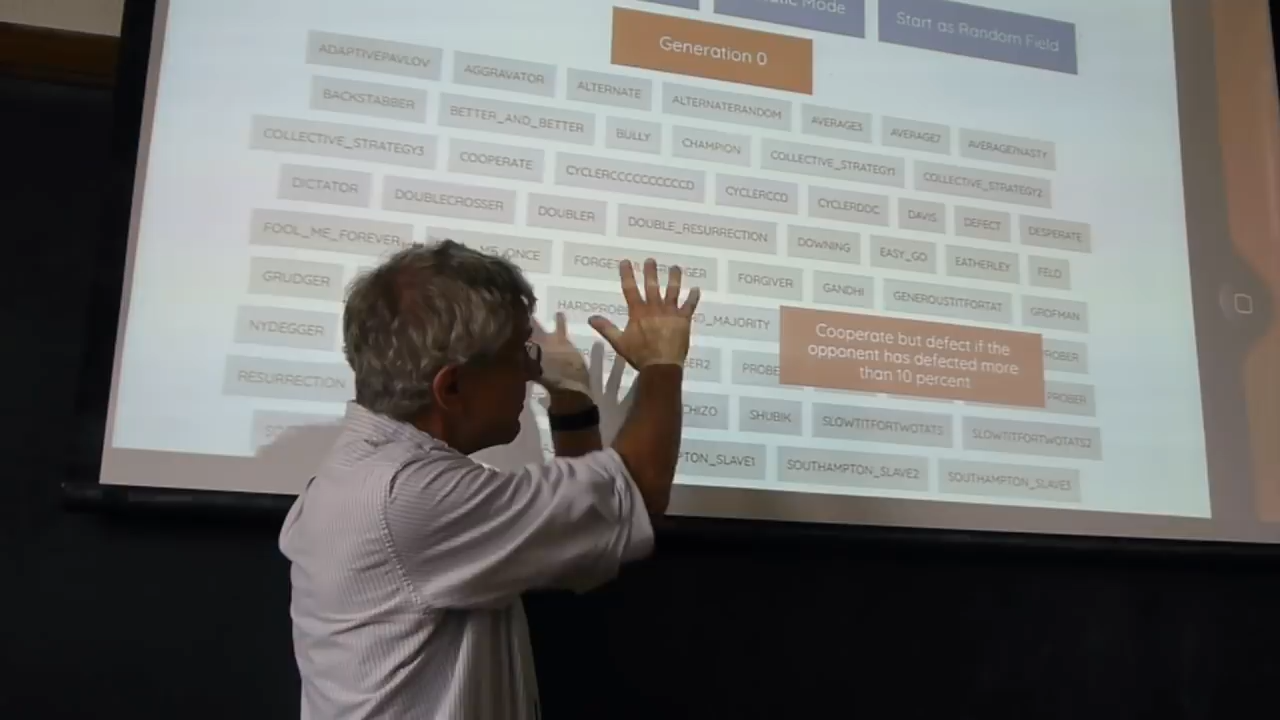 Mode
Start as Random Field
Generation 0
ADAPTIVEPAVLOV AGGRAVATOR ALTERNATE ALTERNATERANDOM AVERAGE3 AVERAGE7 AVERAGE7NASTY
BACKSTABBER BETTER_AND_BETTER BULLY CHAMPION COLLECTIVE_STRATEGY1 COLLECTIVE_STRATEGY2
COLLECTIVE_STRATEGY3 COOPERATE CYCLERCCCCCCCCCCD CYCLERCCD CYCLERDDC DAVIS DEFECT DESPERATE
DICTATOR DOUBLECROSSER DOUBLER DOUBLE_RESURRECTION DOWNING EASY_GO EATHERLEY FELD
FOOL_ME_FOREVER FORGIVER GANDHI GENEROUSTITFORTAT GROFMAN
GRUDGER
NYDEGGER
RESURRECTION SHUBIK SLOWTITFORTWOTATS SLOWTITFORTWOTATS2
SOUTHAMPTON_SLAVE2 SOUTHAMPTON_SLAVE3
Cooperate but defect if the
opponent has defected more
than 10 percent